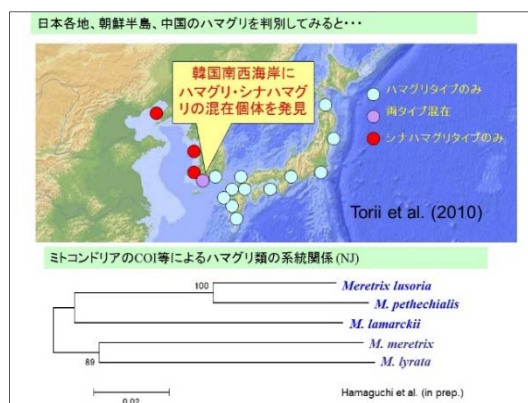 日本各地、朝鮮半島、中国のハマグリを判別してみると・・・
韓国南西海岸に
ハマグリ・シナハマグ
リの混在個体を発見
ハマグリタイプのみ
両タイプ混在
シナハマグリタイプのみ
Torii et al. (2010)
ミトコンドリアのCOI等によるハマグリ類の系統関係 (NJ)
100
Meretrix lusoria
M. pethechialis
M. lamarckii
M. meretrix
89
M. lyrata
0.02
Hamaguchi et al. (in prep.)